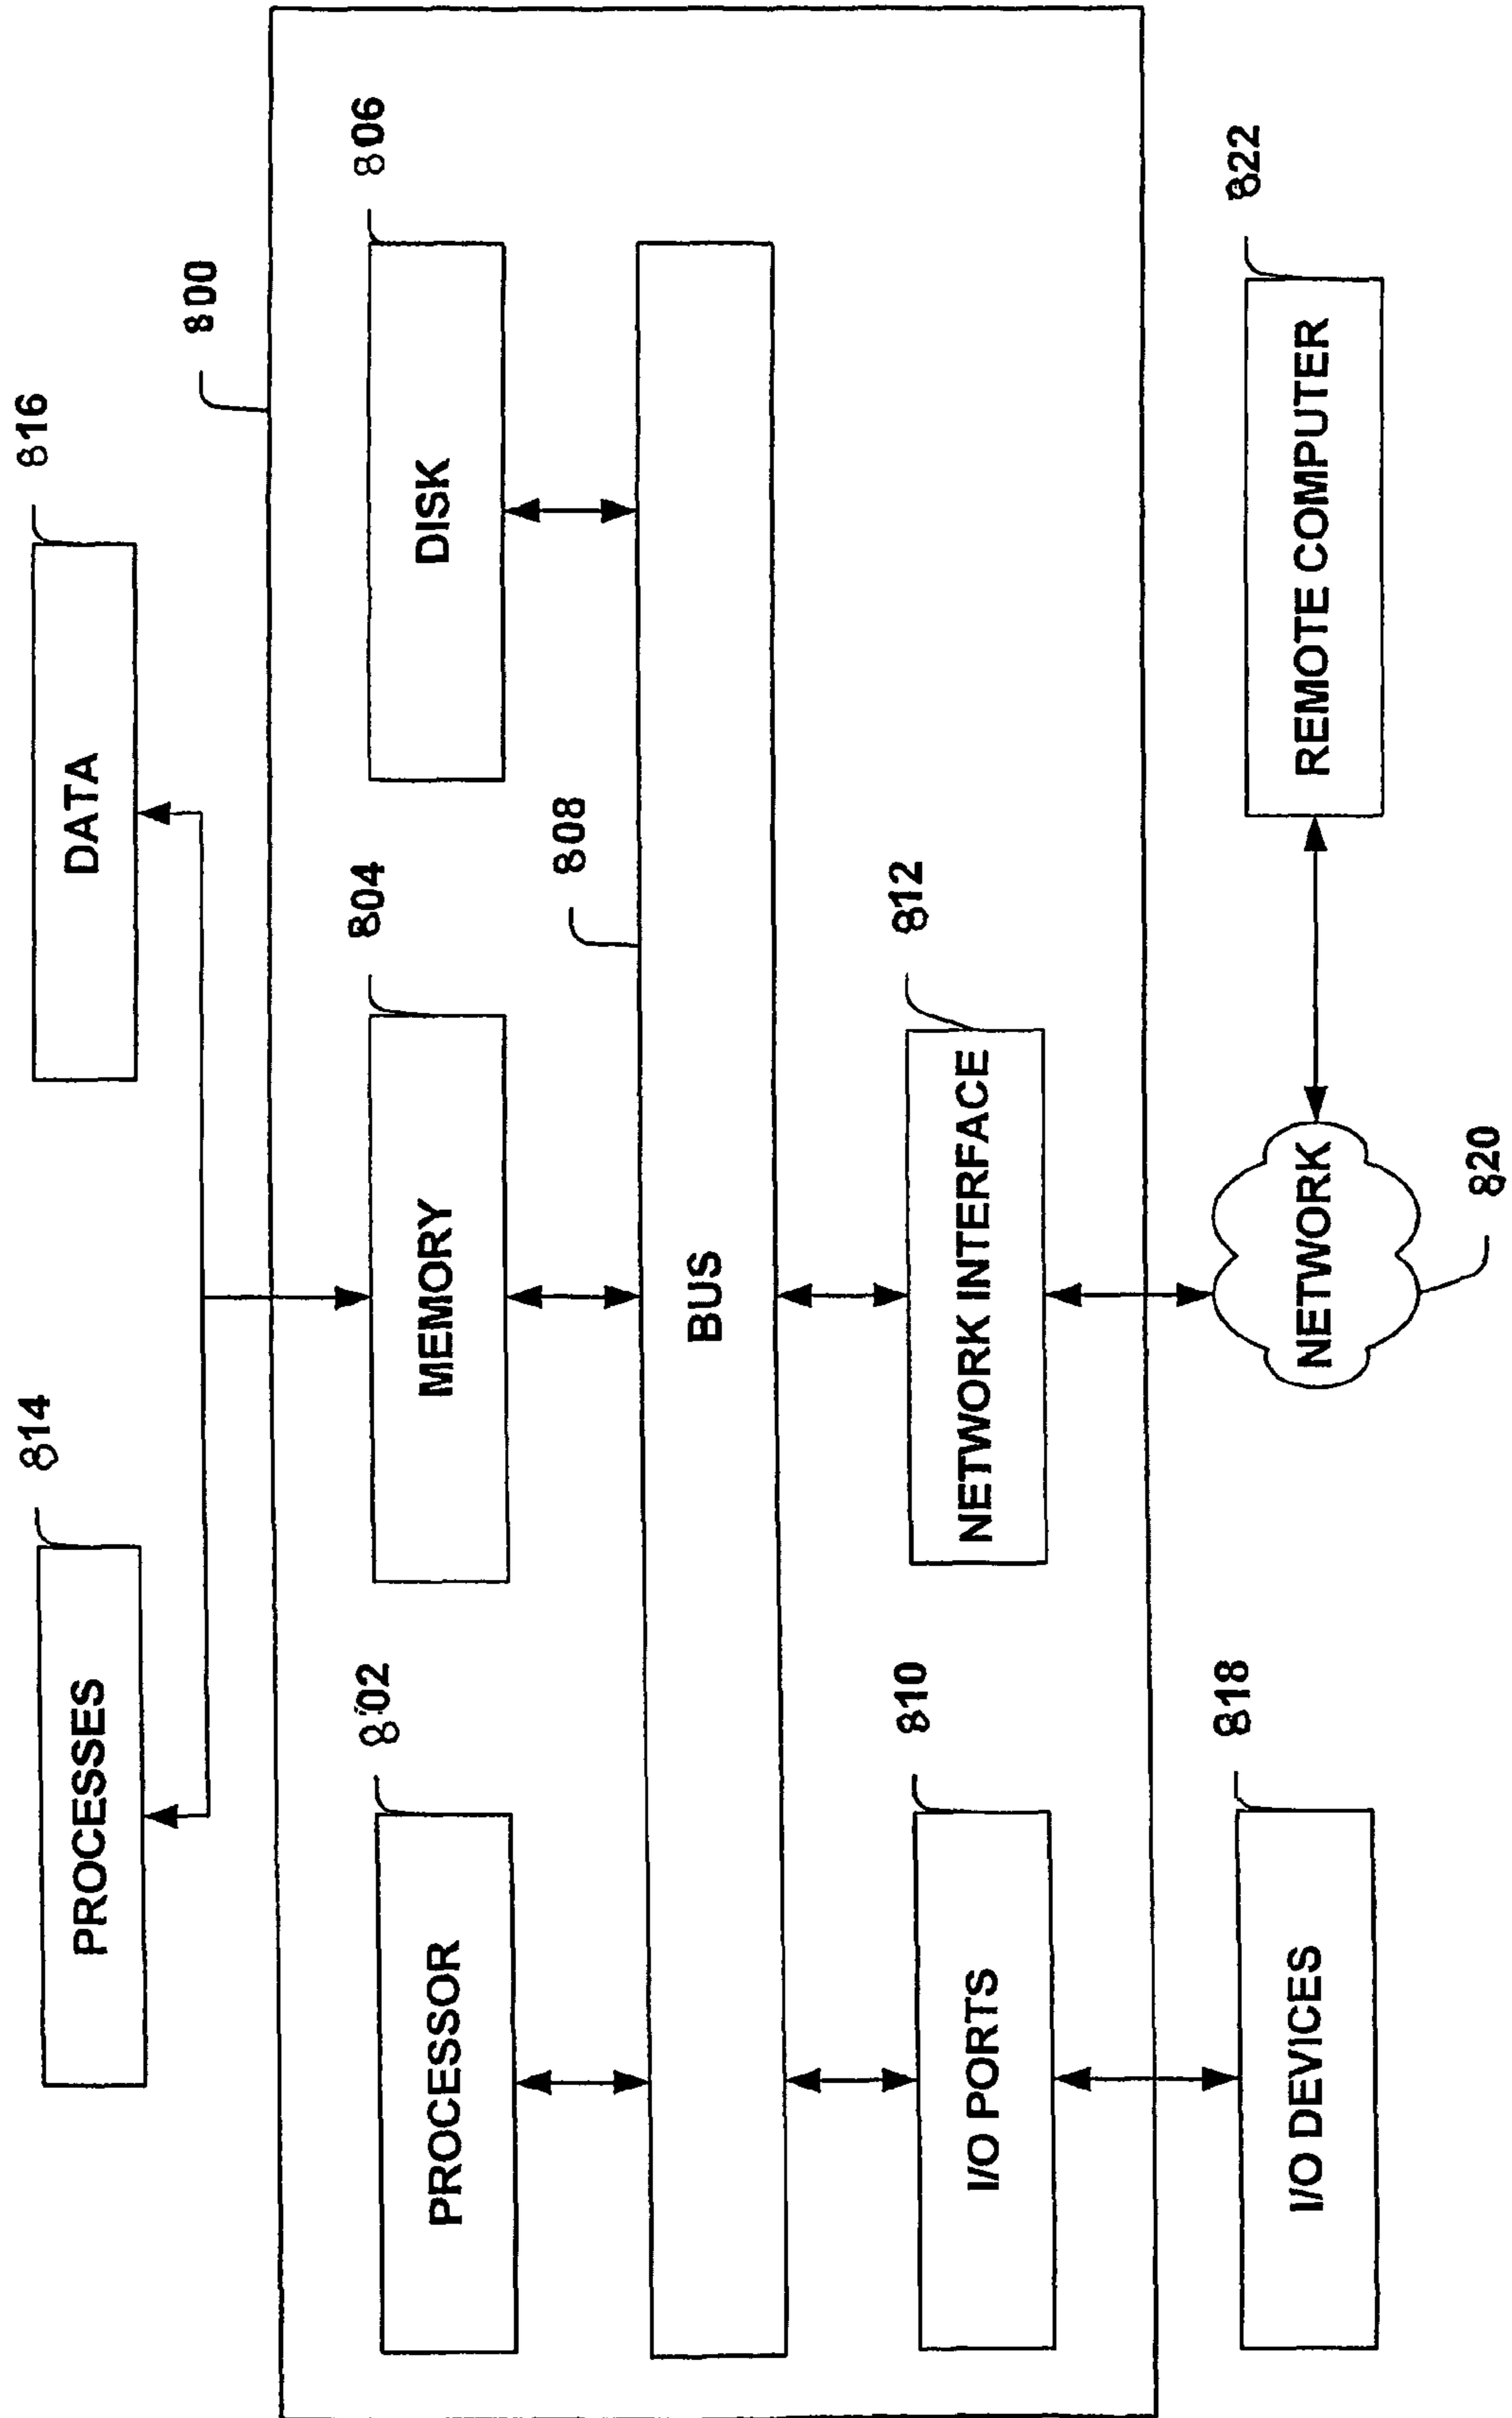 814
PROCESSES
816
DATA
800
802
PROCESSOR
804
MEMORY
806
DISK
808
BUS
810
I/O PORTS
812
NETWORK INTERFACE
818
I/O DEVICES
NETWORK
820
822
REMOTE COMPUTER